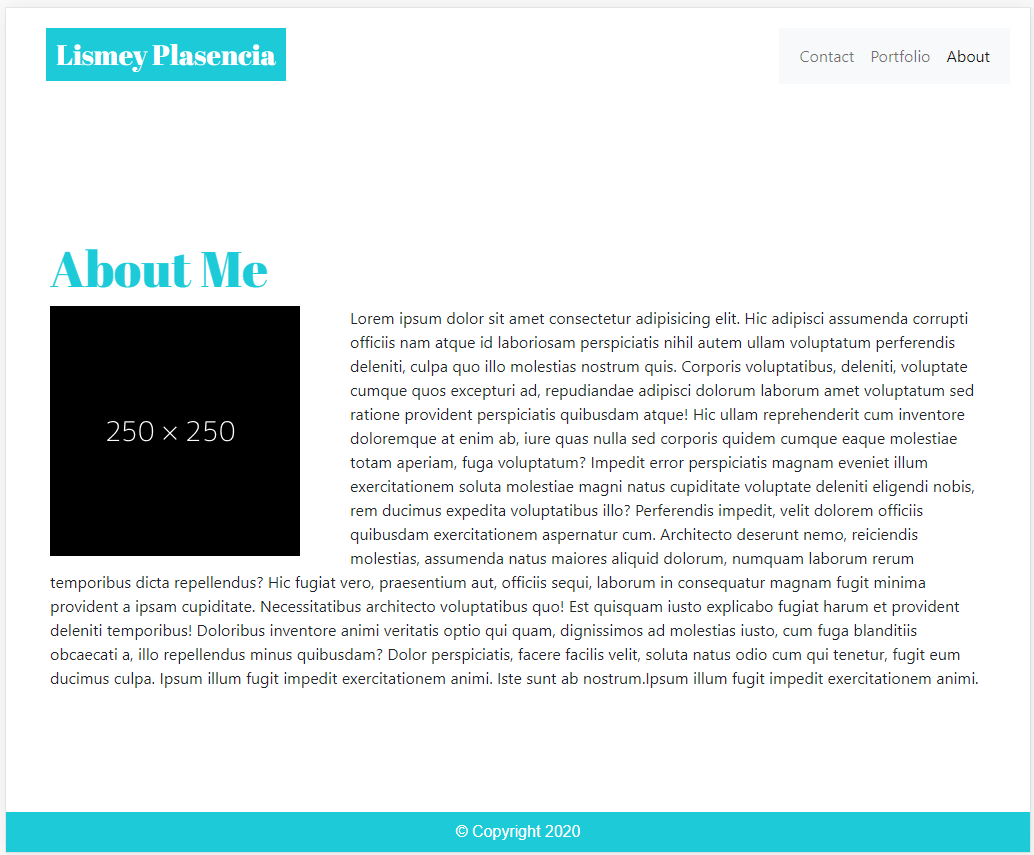 Lismey Plasencia
Contact Portfolio About
About Me
250 × 250
Lorem ipsum dolor sit amet consectetur adipisicing elit. Hic adipisci assumenda corrupti
officiis nam atque id laboriosam perspiciatis nihil autem ullam voluptatum perferendis
deleniti, culpa quo illo molestias nostrum quis. Corporis voluptatibus, deleniti, voluptate
cumque quos excepturi ad, repudiandae adipisci dolorum laborum amet voluptatum sed
ratione provident perspiciatis quibusdam atque! Hic ullam reprehenderit cum inventore
doloremque at enim ab, iure quas nulla sed corporis quidem cumque eaque molestiae
totam aperiam, fuga voluptatum? Impedit error perspiciatis magnam eveniet illum
exercitationem soluta molestiae magni natus cupiditate voluptate deleniti eligendi nobis,
rem ducimus expedita voluptatibus illo? Perferendis impedit, velit dolorem officiis
quibusdam exercitationem aspernatur cum. Architecto deserunt nemo, reiciendis
molestias, assumenda natus maiores aliquid dolorum, numquam laborum rerum
temporibus dicta repellendus? Hic fugiat vero, praesentium aut, officiis sequi, laborum in consequatur magnam fugit minima
provident a ipsam cupiditate. Necessitatibus architecto voluptatibus quo! Est quisquam iusto explicabo fugiat harum et provident
deleniti temporibus! Doloribus inventore animi veritatis optio qui quam, dignissimos ad molestias iusto, cum fuga blanditiis
obcaecati a, illo repellendus minus quibusdam? Dolor perspiciatis, facere facilis velit, soluta natus odio cum qui tenetur, fugit eum
ducimus culpa. Ipsum illum fugit impedit exercitationem animi. Iste sunt ab nostrum.Ipsum illum fugit impedit exercitationem animi.
© Copyright 2020